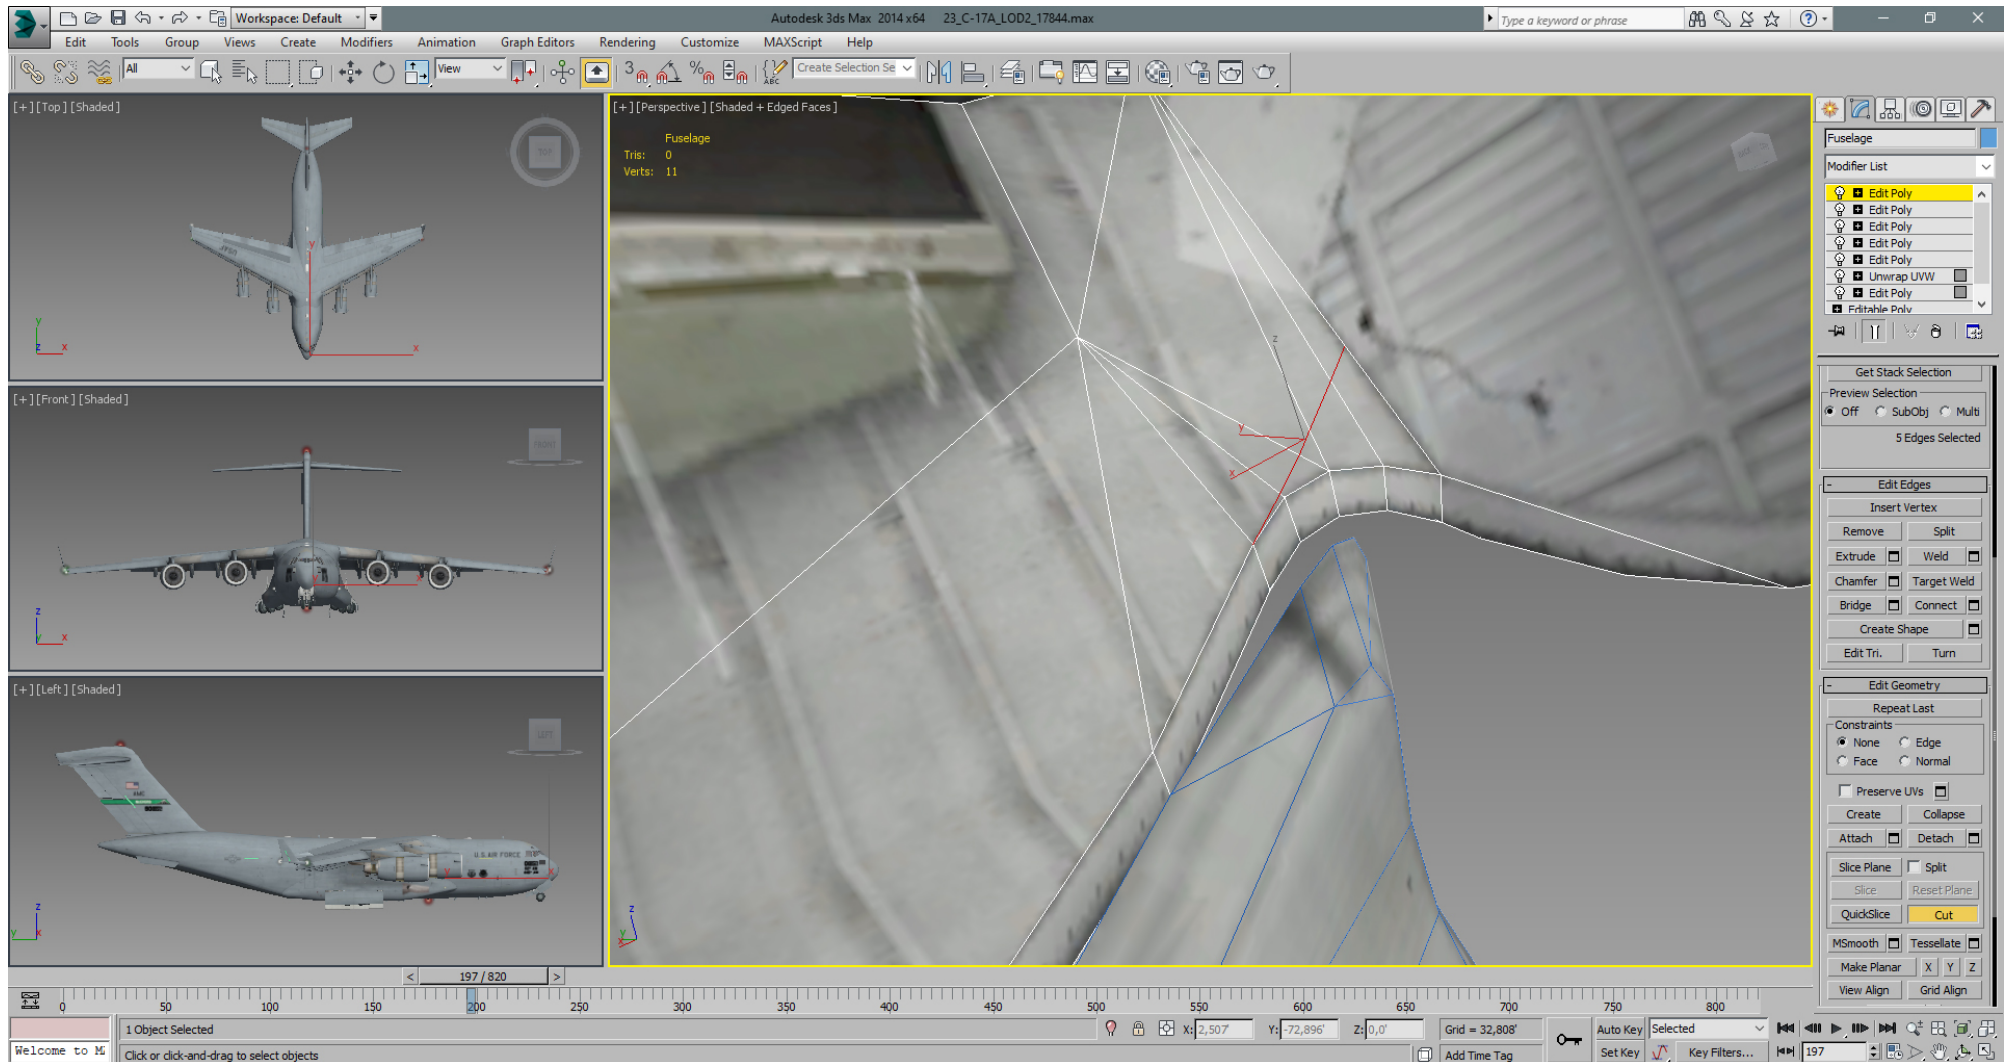 Workspace: Default
Autodesk 3ds Max 2014 x64 23_C-17A_LOD2_17844.max
Type a keyword or phrase
Edit Tools Group Views Create Modifiers Animation Graph Editors Rendering Customize MAXScript Help
All
View
3
%
ABC
Create Selection Se
[+][Top][Shaded]
TOP
y
x
y
z x
[+][Front][Shaded]
FRONT
x
z
x
[+][Left][Shaded]
LEFT
U.S. AIR FORCE
AMC
y
x
z
y
[+][Perspective][Shaded + Edged Faces]
Fuselage
Tris: 0
Verts: 11
z
y
x
z
y
x
Fuselage
Modifier List
Edit Poly
Edit Poly
Edit Poly
Edit Poly
Edit Poly
Unwrap UVW
Edit Poly
Editable Poly
Get Stack Selection
Preview Selection
Off SubObj Multi
5 Edges Selected
- Edit Edges
Insert Vertex
Remove Split
Extrude Weld
Chamfer Target Weld
Bridge Connect
Create Shape
Edit Tri. Turn
- Edit Geometry
Repeat Last
Constraints
None Edge
Face Normal
Preserve UVs
Create Collapse
Attach Detach
Slice Plane Split
Slice Reset Plane
QuickSlice Cut
MSmooth Tessellate
Make Planar X Y Z
View Align Grid Align
< 197 / 820 >
0 50 100 150 200 250 300 350 400 450 500 550 600 650 700 750 800
1 Object Selected
X: 2,507' Y: -72,896' Z: 0,0' Grid = 32,808'
Auto Key Selected
Welcome to M
Click or click-and-drag to select objects
Add Time Tag
Set Key Key Filters... 197